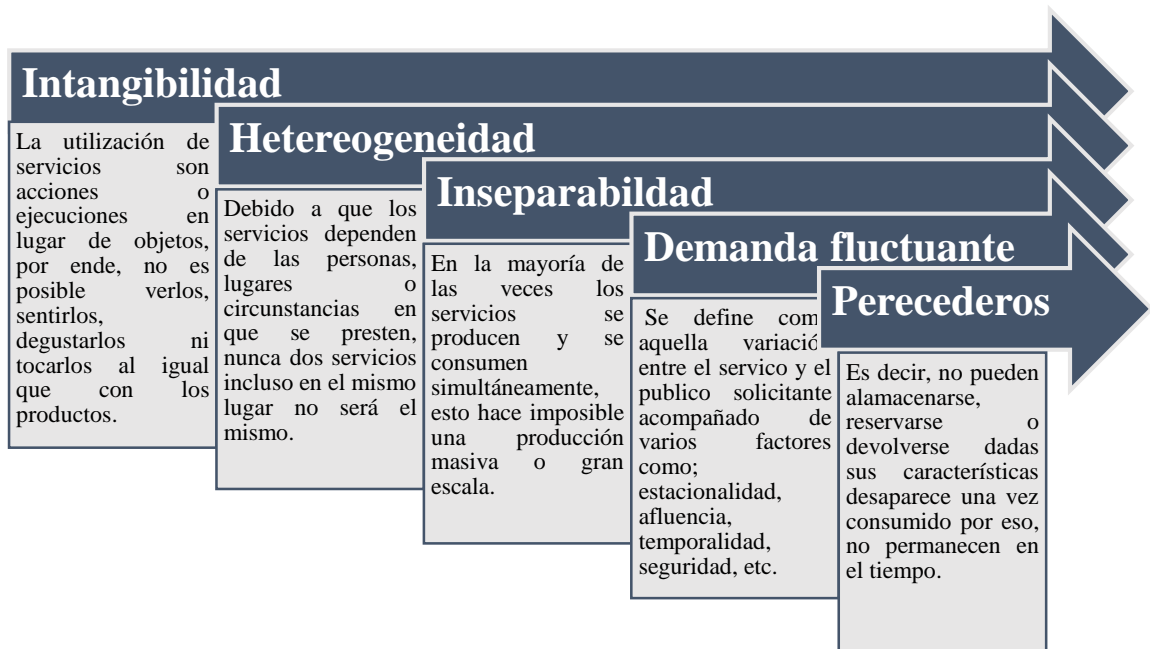 Intangibilidad
La utilización de
servicios son
acciones o
ejecuciones en
lugar de objetos,
por ende, no es
posible verlos,
sentirlos,
degustarlos ni
tocarlos al igual
que con los
productos.
Hetereogeneidad
Debido a que los
servicios dependen
de las personas,
lugares o
circunstancias en
que se presten,
nunca dos servicios
incluso en el mismo
lugar no será el
mismo.
Inseparabildad
En la mayoría de
las veces los
servicios se
producen y se
consumen
simultáneamente,
esto hace imposible
una producción
masiva o gran
escala.
Demanda fluctuante
Se define com
aquella variació
entre el servico y el
publico solicitante
acompañado de
varios factores
como;
estacionalidad,
afluencia,
temporalidad,
seguridad, etc.
Perecederos
Es decir, no pueden
alamacenarse,
reservarse o
devolverse dadas
sus características
desaparece una vez
consumido por eso,
no permanecen en
el tiempo.